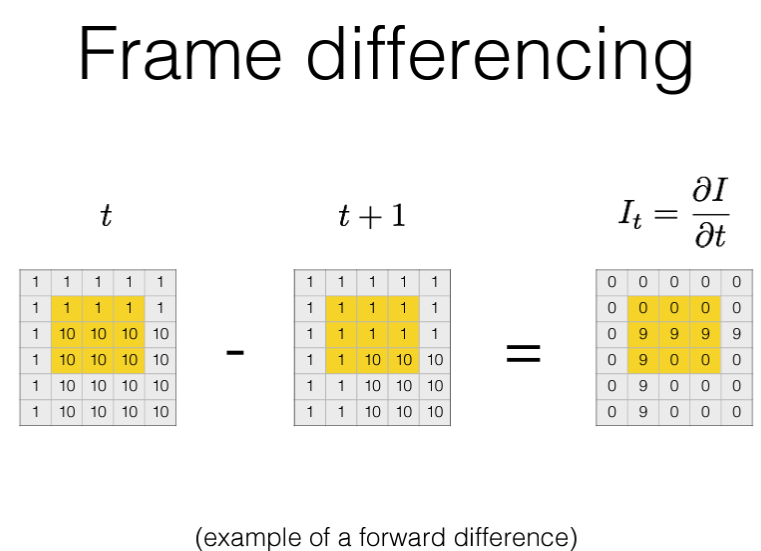 Frame differencing
t
t + 1
I_t = ∂I/∂t
1 1 1 1 1
1 1 1 1 1
1 10 10 10 10
1 10 10 10 10
1 10 10 10 10
1 10 10 10 10
-
1 1 1 1 1
1 1 1 1 1
1 1 1 1 1
1 1 10 10 10
1 1 10 10 10
1 1 10 10 10
=
0 0 0 0 0
0 0 0 0 0
0 9 9 9 9
0 9 0 0 0
0 9 0 0 0
0 9 0 0 0
(example of a forward difference)